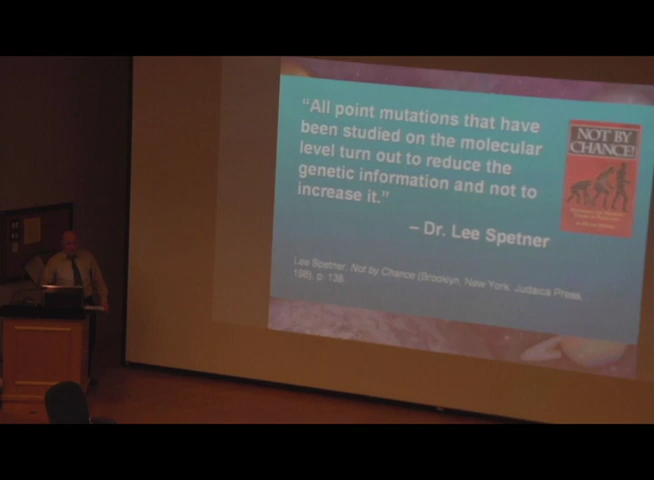 “All point mutations that have
been studied on the molecular
level turn out to reduce the
genetic information and not to
increase it.”
– Dr. Lee Spetner
Lee Spetner, Not by Chance (Brooklyn, New York, Judaica Press,
198), p. 138
NOT BY
CHANCE!